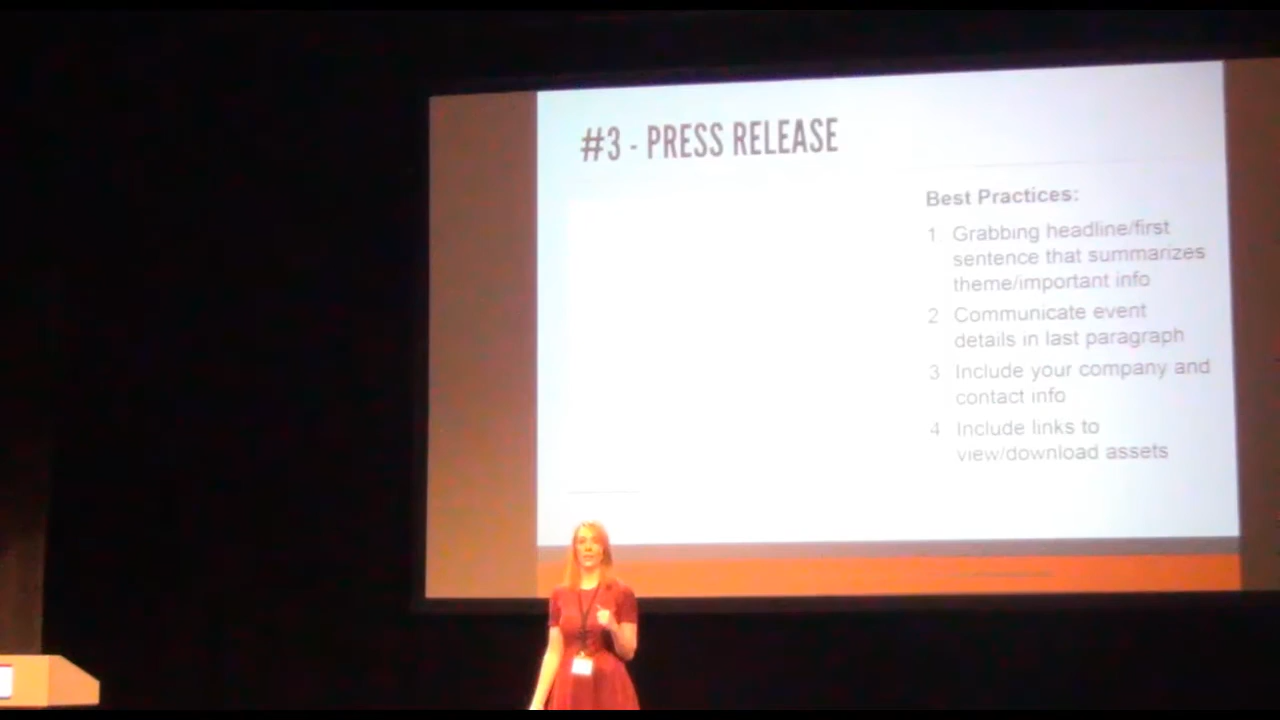 #3 - PRESS RELEASE
Best Practices:
1 Grabbing headline/first
sentence that summarizes
theme/important info
2 Communicate event
details in last paragraph
3 Include your company and
contact info
4 Include links to
view/download assets